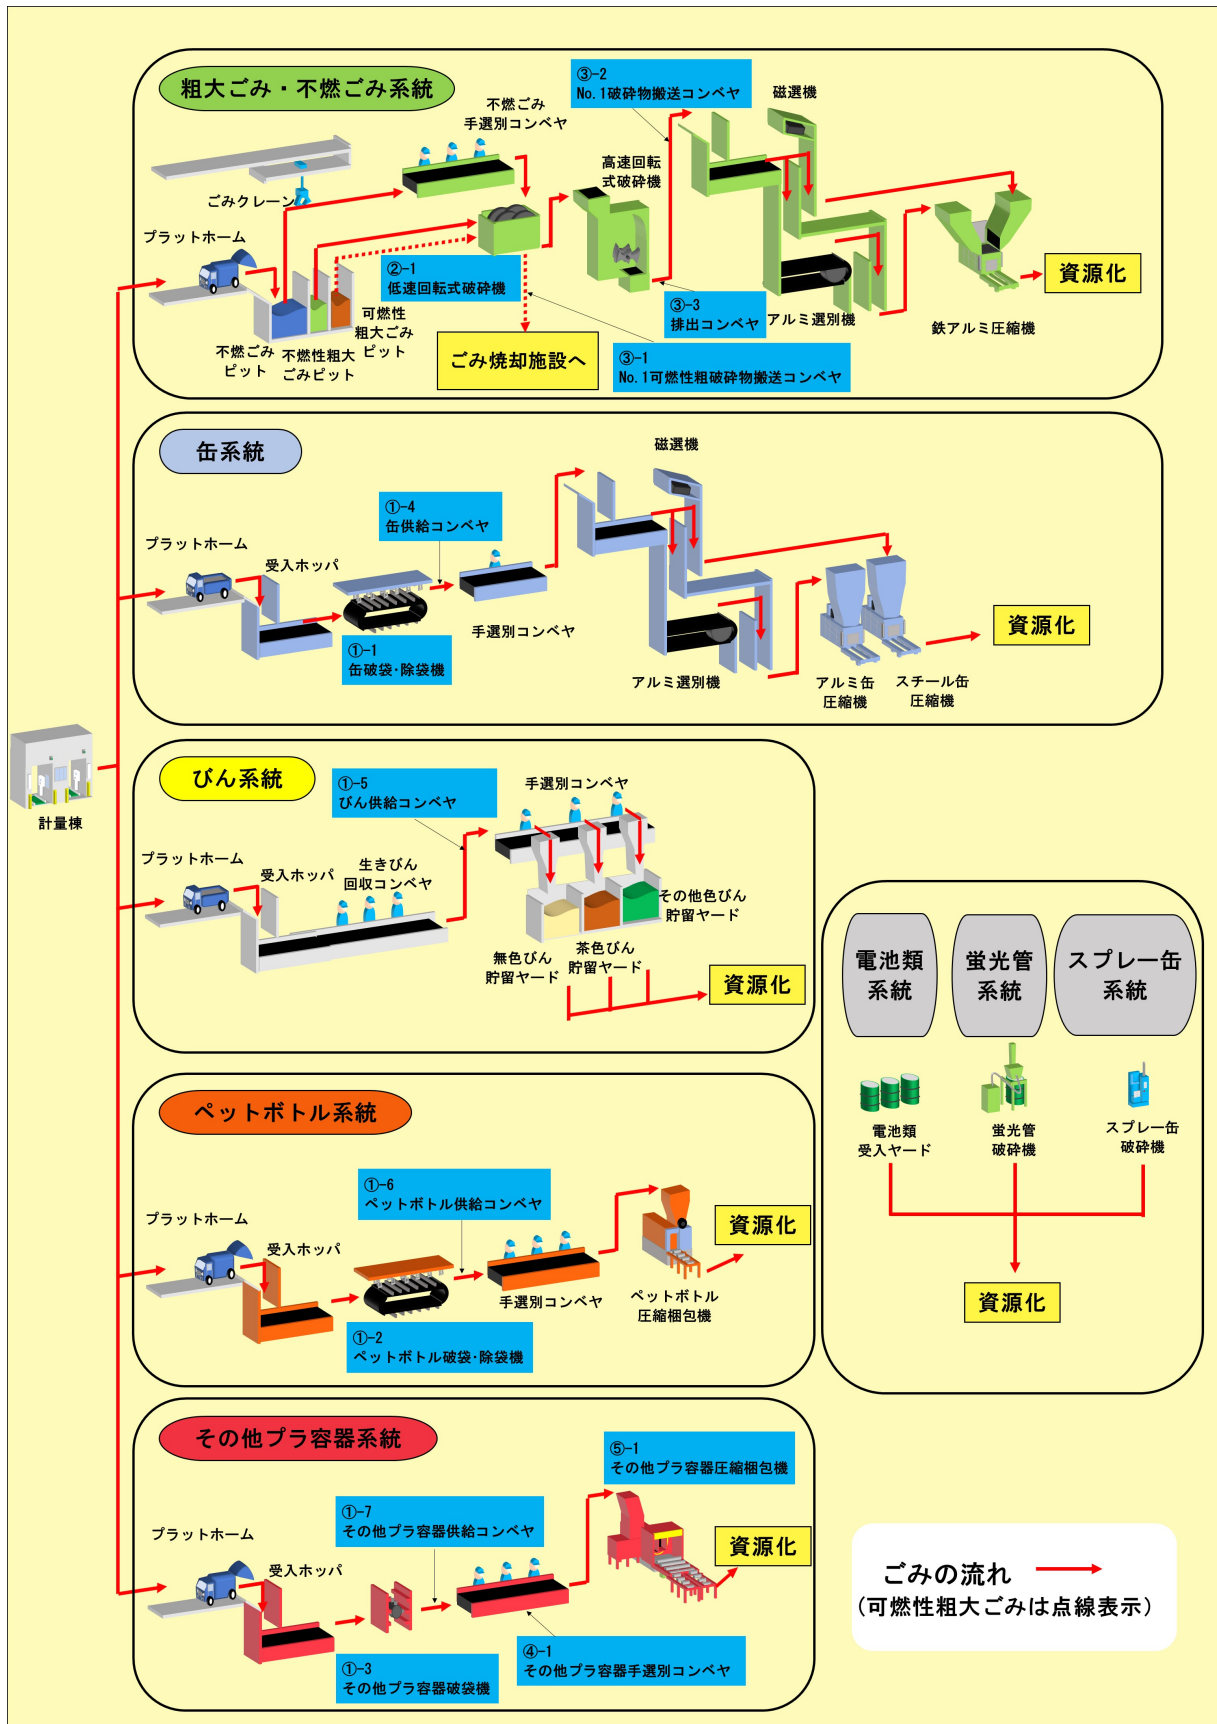 粗大ごみ・不燃ごみ系統
③-2
No.1破砕物搬送コンベヤ
磁選機
不燃ごみ
手選別コンベヤ
高速回転
式破砕機
ごみクレーン
プラットホーム
②-1
低速回転式破砕機
③-3
排出コンベヤ
アルミ選別機
鉄アルミ圧縮機
資源化
不燃ごみ
ピット
不燃性粗大
ごみピット
可燃性
粗大ごみ
ピット
ごみ焼却施設へ
③-1
No.1可燃性粗破砕物搬送コンベヤ
缶系統
磁選機
①-4
缶供給コンベヤ
プラットホーム
受入ホッパ
手選別コンベヤ
①-1
缶破袋・除袋機
アルミ選別機
アルミ缶
圧縮機
スチール缶
圧縮機
資源化
計量棟
びん系統
①-5
びん供給コンベヤ
手選別コンベヤ
プラットホーム
受入ホッパ
生きびん
回収コンベヤ
その他色びん
貯留ヤード
無色びん
貯留ヤード
茶色びん
貯留ヤード
資源化
電池類
系統
蛍光管
系統
スプレー缶
系統
電池類
受入ヤード
蛍光管
破砕機
スプレー缶
破砕機
資源化
ペットボトル系統
①-6
ペットボトル供給コンベヤ
プラットホーム
受入ホッパ
手選別コンベヤ
ペットボトル
圧縮梱包機
資源化
①-2
ペットボトル破袋・除袋機
その他プラ容器系統
⑤-1
その他プラ容器圧縮梱包機
①-7
その他プラ容器供給コンベヤ
プラットホーム
受入ホッパ
資源化
①-3
その他プラ容器破袋機
④-1
その他プラ容器手選別コンベヤ
ごみの流れ
(可燃性粗大ごみは点線表示)